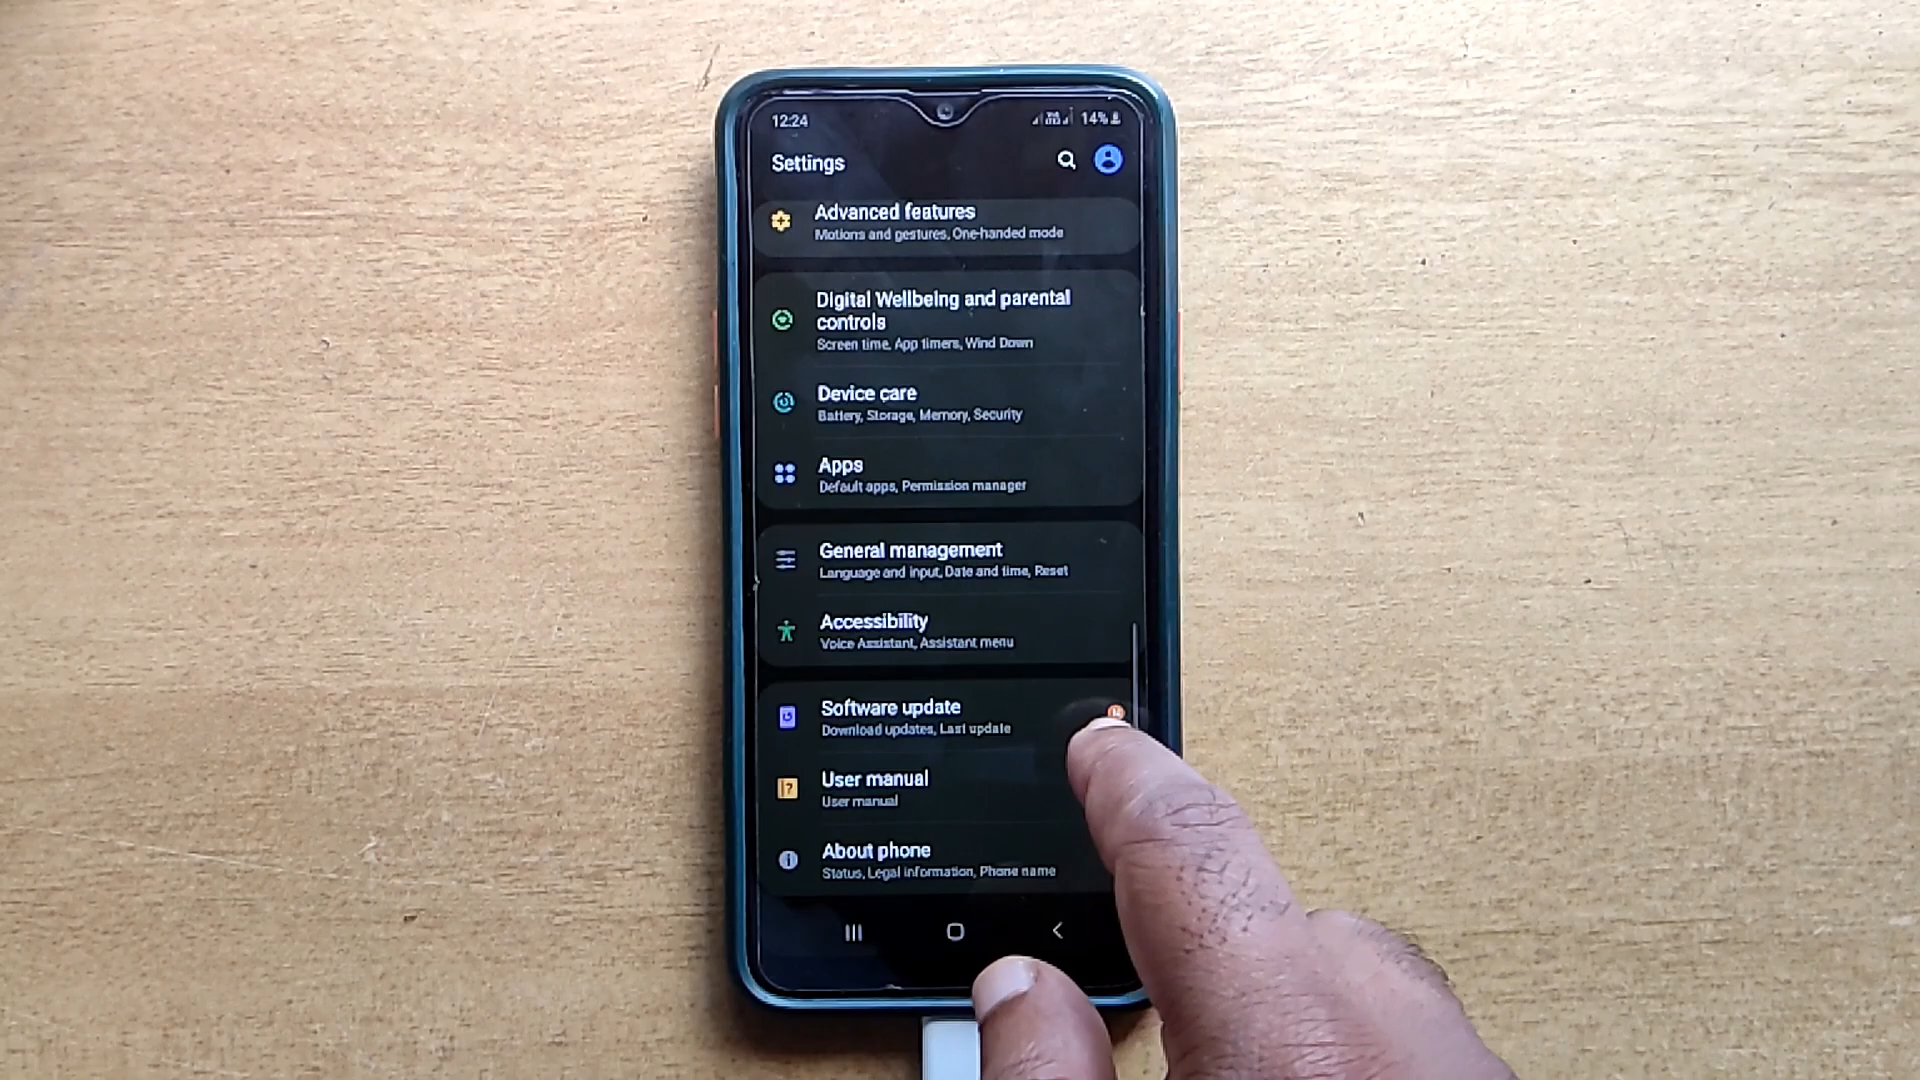 12:24
14%
Settings
Advanced features
Motions and gestures, One-handed mode
Digital Wellbeing and parental
controls
Screen time, App timers, Wind Down
Device care
Battery, Storage, Memory, Security
Apps
Default apps, Permission manager
General management
Language and input, Date and time, Reset
Accessibility
Voice Assistant, Assistant menu
Software update
Download updates, Last update
User manual
User manual
About phone
Status, Legal information, Phone name